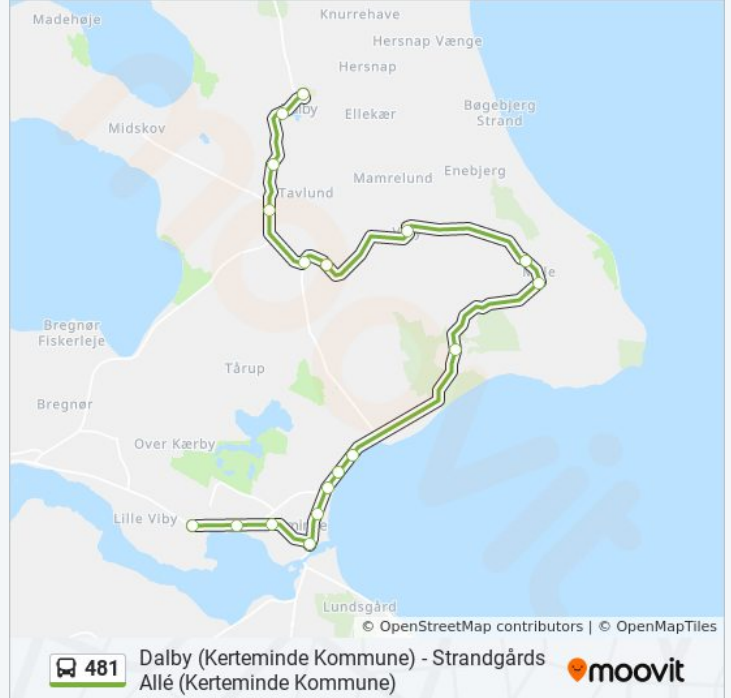 Madehøje
Knurrehave
Hersnap Vænge
Hersnap
Bøgebjerg
Strand
Ellekær
Midskov
Enebjerg
Mamrelund
Tavlund
Bregnør
Fiskerleje
Tårup
Bregnør
Over Kærby
Lille Viby
Lundsgård
© OpenStreetMap contributors | © OpenMapTiles
481
Dalby (Kerteminde Kommune) - Strandgårds
Allé (Kerteminde Kommune)
moovit